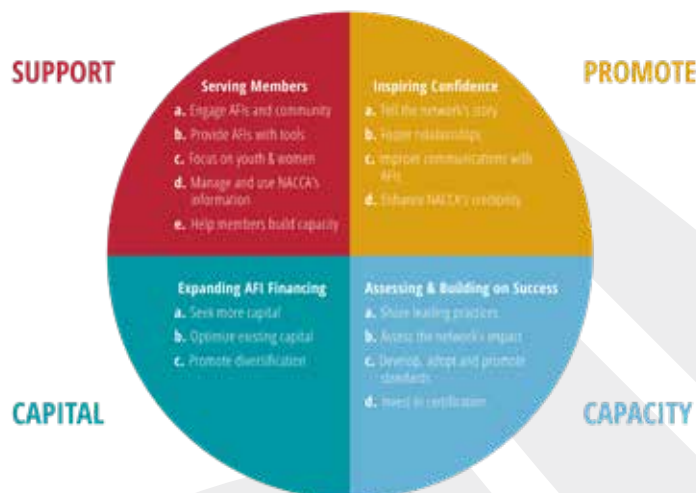 SUPPORT
Serving Members
a. Engage AFIs and community
b. Provide AFIs with tools
c. Focus on youth & women
d. Manage and use NACCA's
information
e. Help members build capacity
PROMOTE
Inspiring Confidence
a. Tell the network's story
b. Foster relationships
c. Improve communications with
AFIs
d. Enhance NACCA's credibility
CAPITAL
Expanding AFI Financing
a. Seek more capital
b. Optimize existing capital
c. Promote diversification
CAPACITY
Assessing & Building on Success
a. Share leading practices
b. Assess the network's impact
c. Develop, adopt and promote
standards
d. Invest in certification